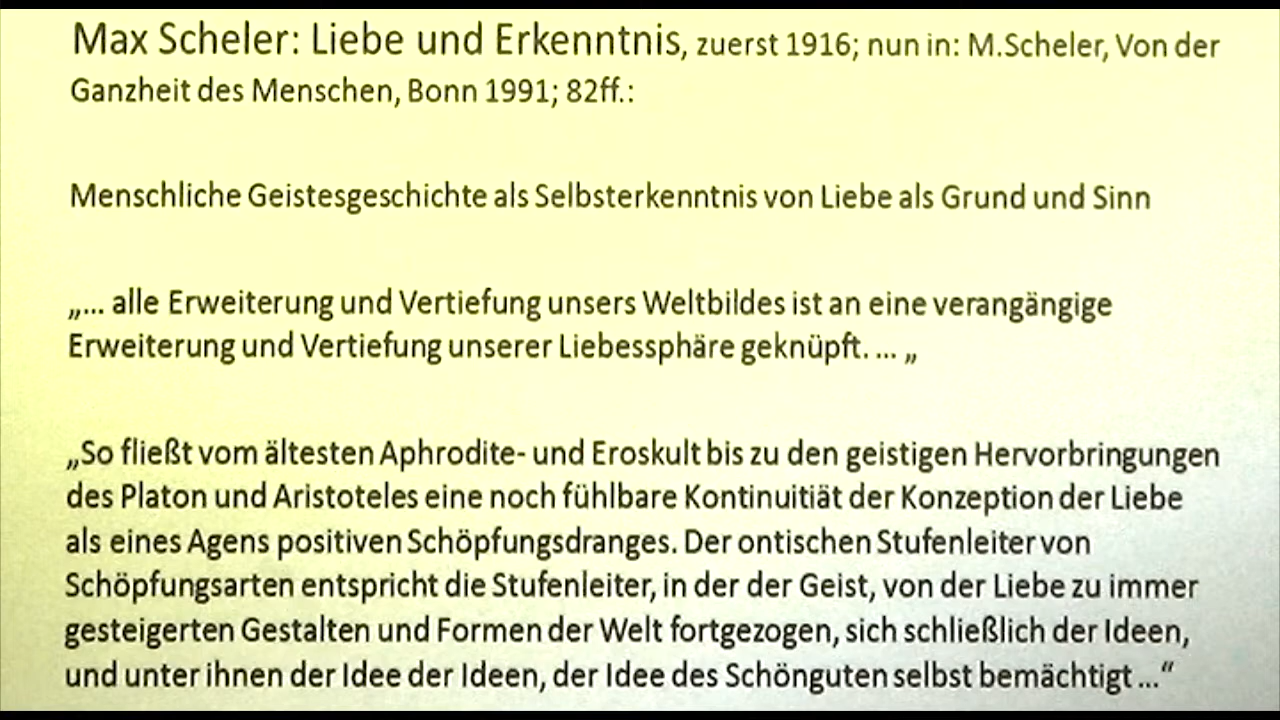 Max Scheler: Liebe und Erkenntnis, zuerst 1916; nun in: M.Scheler, Von der
Ganzheit des Menschen, Bonn 1991; 82ff.:
Menschliche Geistesgeschichte als Selbsterkenntnis von Liebe als Grund und Sinn
„... alle Erweiterung und Vertiefung unsers Weltbildes ist an eine verangängige
Erweiterung und Vertiefung unserer Liebessphäre geknüpft. ... „
„So fließt vom ältesten Aphrodite- und Eroskult bis zu den geistigen Hervorbringungen
des Platon und Aristoteles eine noch fühlbare Kontinuitiät der Konzeption der Liebe
als eines Agens positiven Schöpfungsdranges. Der ontischen Stufenleiter von
Schöpfungsarten entspricht die Stufenleiter, in der der Geist, von der Liebe zu immer
gesteigerten Gestalten und Formen der Welt fortgezogen, sich schließlich der Ideen,
und unter ihnen der Idee der Ideen, der Idee des Schönguten selbst bemächtigt ...“